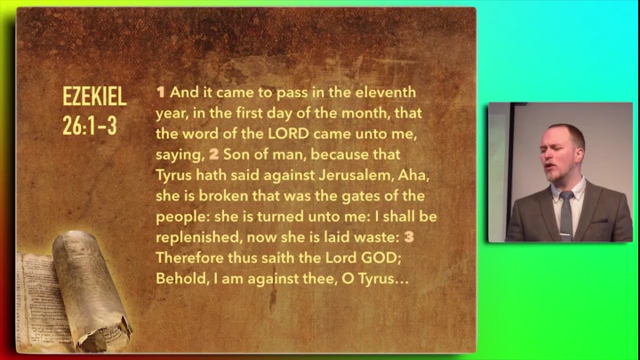 EZEKIEL
26:1–3
1 And it came to pass in the eleventh
year, in the first day of the month, that
the word of the LORD came unto me,
saying, 2 Son of man, because that
Tyrus hath said against Jerusalem, Aha,
she is broken that was the gates of the
people: she is turned unto me: I shall be
replenished, now she is laid waste: 3
Therefore thus saith the Lord GOD;
Behold, I am against thee, O Tyrus…